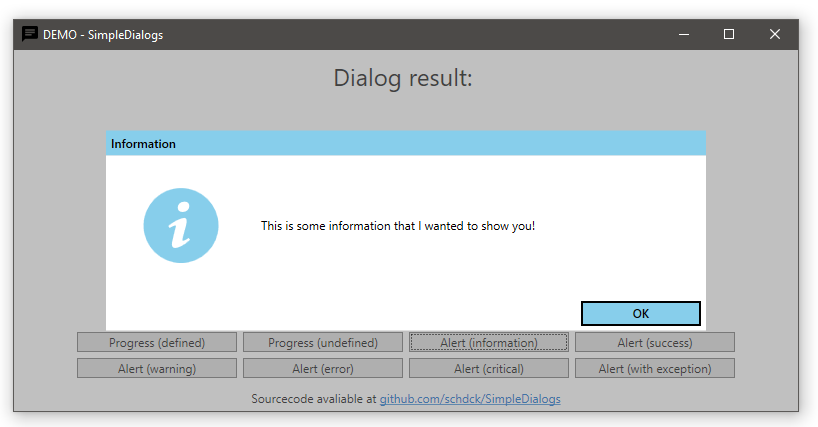 DEMO - SimpleDialogs
Dialog result:
Information
i
This is some information that I wanted to show you!
OK
Progress (defined) Progress (undefined) Alert (information) Alert (success)
Alert (warning) Alert (error) Alert (critical) Alert (with exception)
Sourcecode avaliable at github.com/schdck/SimpleDialogs